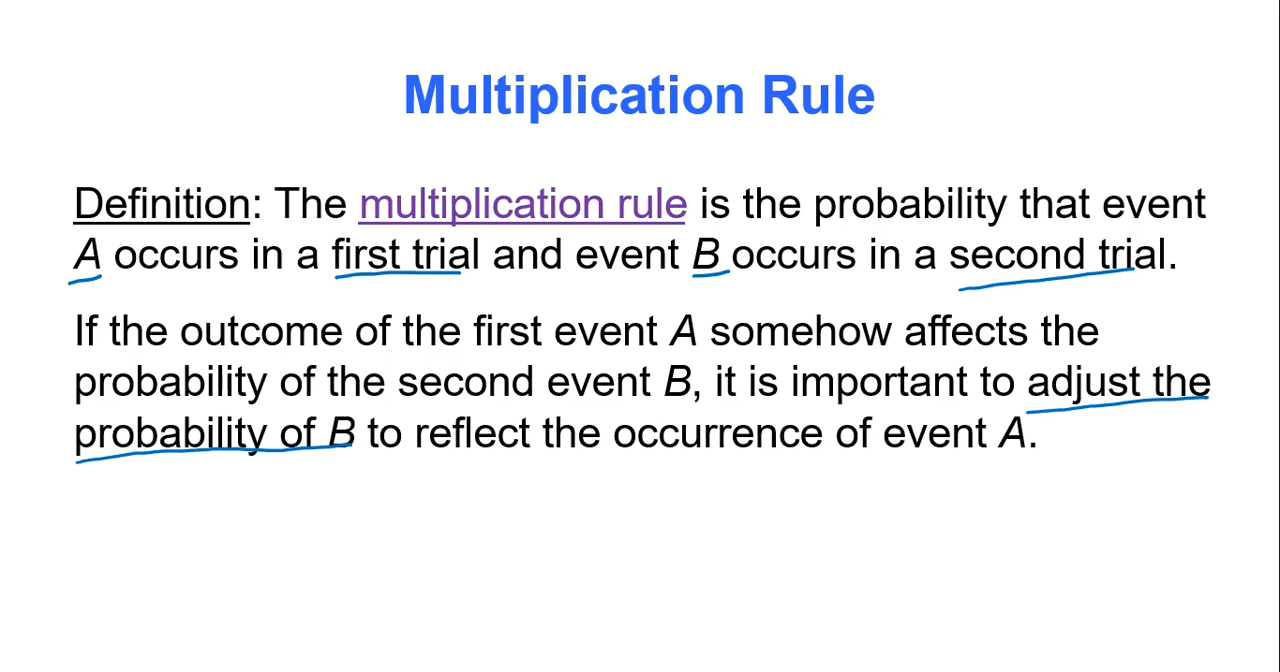 Multiplication Rule
Definition: The multiplication rule is the probability that event
A occurs in a first trial and event B occurs in a second trial.
If the outcome of the first event A somehow affects the
probability of the second event B, it is important to adjust the
probability of B to reflect the occurrence of event A.